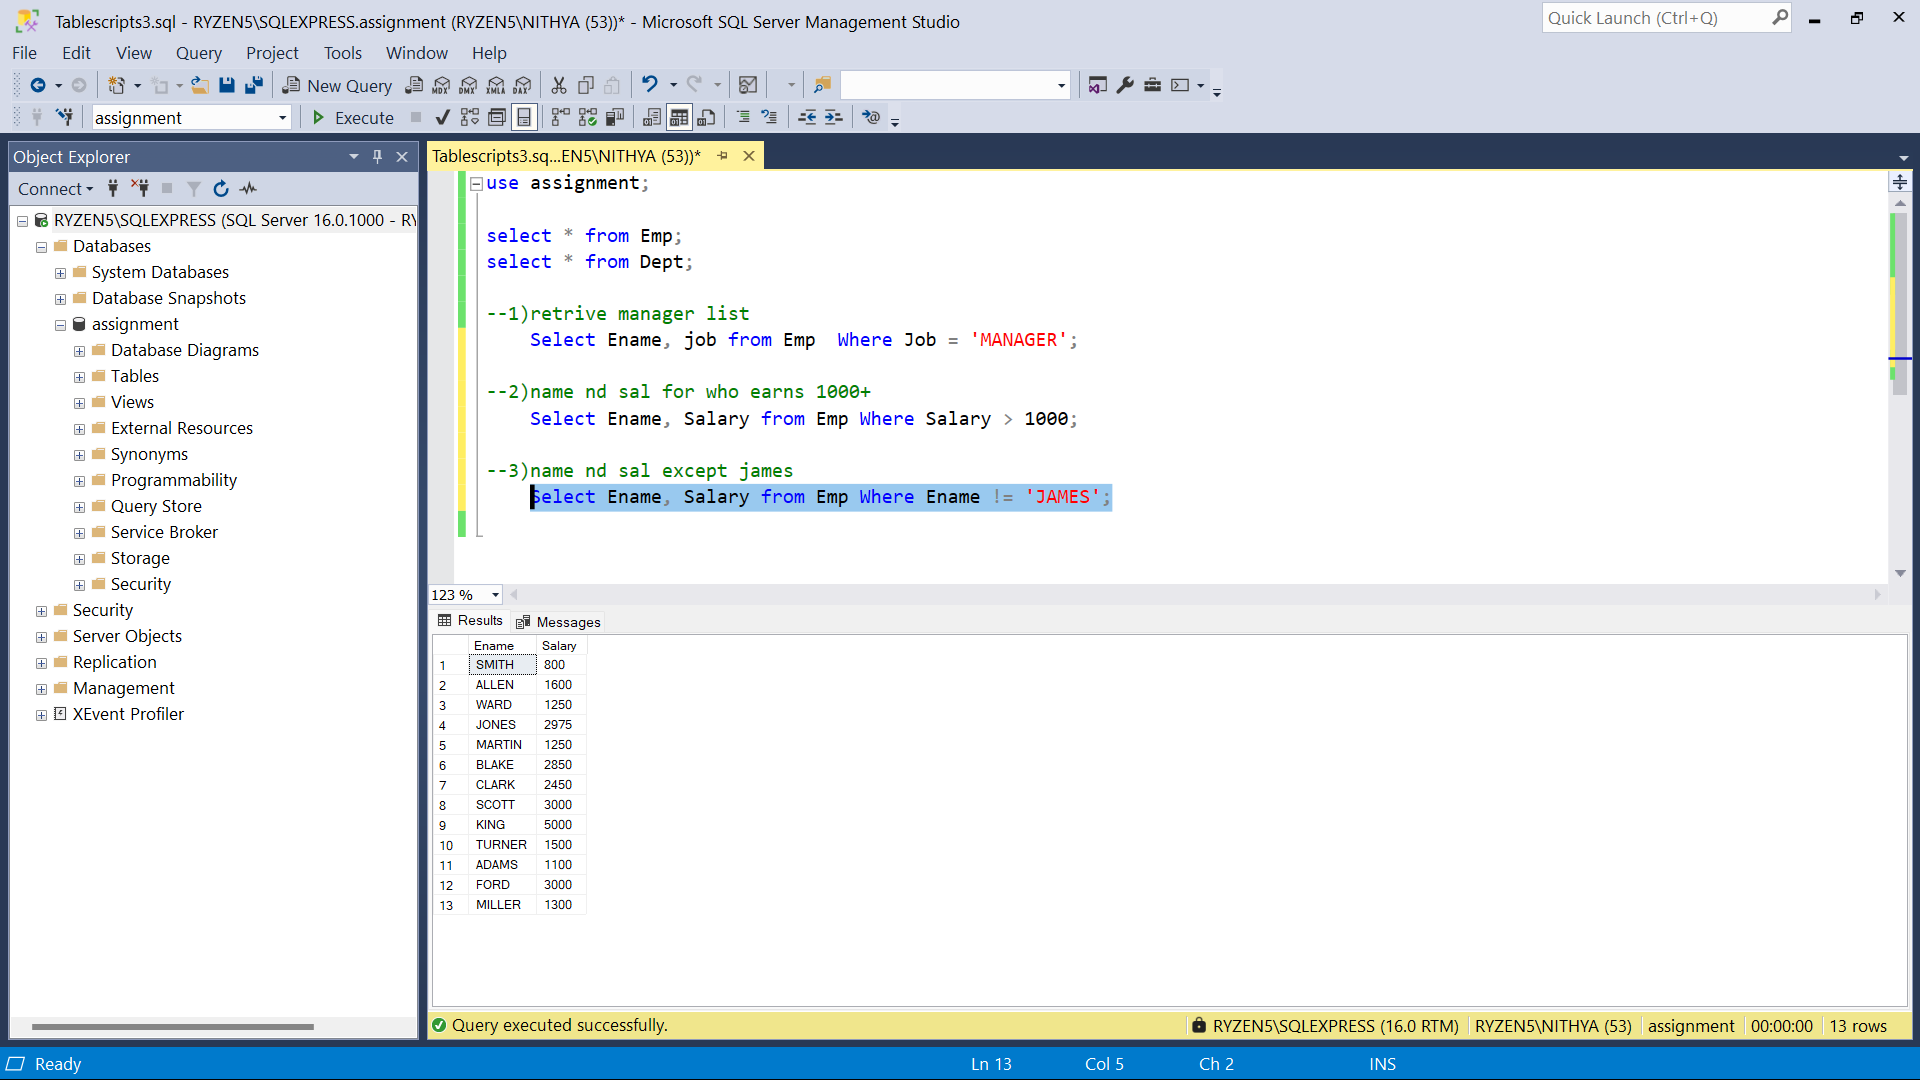 Tablescripts3.sql - RYZEN5\SQLEXPRESS.assignment (RYZEN5\NITHYA (53))* - Microsoft SQL Server Management Studio
Quick Launch (Ctrl+Q)
File Edit View Query Project Tools Window Help
New Query MDX DMX XMLA DAX
assignment Execute
Object Explorer
Connect
RYZEN5\SQLEXPRESS (SQL Server 16.0.1000 - RY
Databases
System Databases
Database Snapshots
assignment
Database Diagrams
Tables
Views
External Resources
Synonyms
Programmability
Query Store
Service Broker
Storage
Security
Security
Server Objects
Replication
Management
XEvent Profiler
Tablescripts3.sq...EN5\NITHYA (53))*
use assignment;
select * from Emp;
select * from Dept;
--1)retrive manager list
Select Ename, job from Emp  Where Job = 'MANAGER';
--2)name nd sal for who earns 1000+
Select Ename, Salary from Emp Where Salary > 1000;
--3)name nd sal except james
Select Ename, Salary from Emp Where Ename != 'JAMES';
123 %
Results Messages
Ename Salary
1 SMITH 800
2 ALLEN 1600
3 WARD 1250
4 JONES 2975
5 MARTIN 1250
6 BLAKE 2850
7 CLARK 2450
8 SCOTT 3000
9 KING 5000
10 TURNER 1500
11 ADAMS 1100
12 FORD 3000
13 MILLER 1300
Query executed successfully. RYZEN5\SQLEXPRESS (16.0 RTM) RYZEN5\NITHYA (53) assignment 00:00:00 13 rows
Ready Ln 13 Col 5 Ch 2 INS